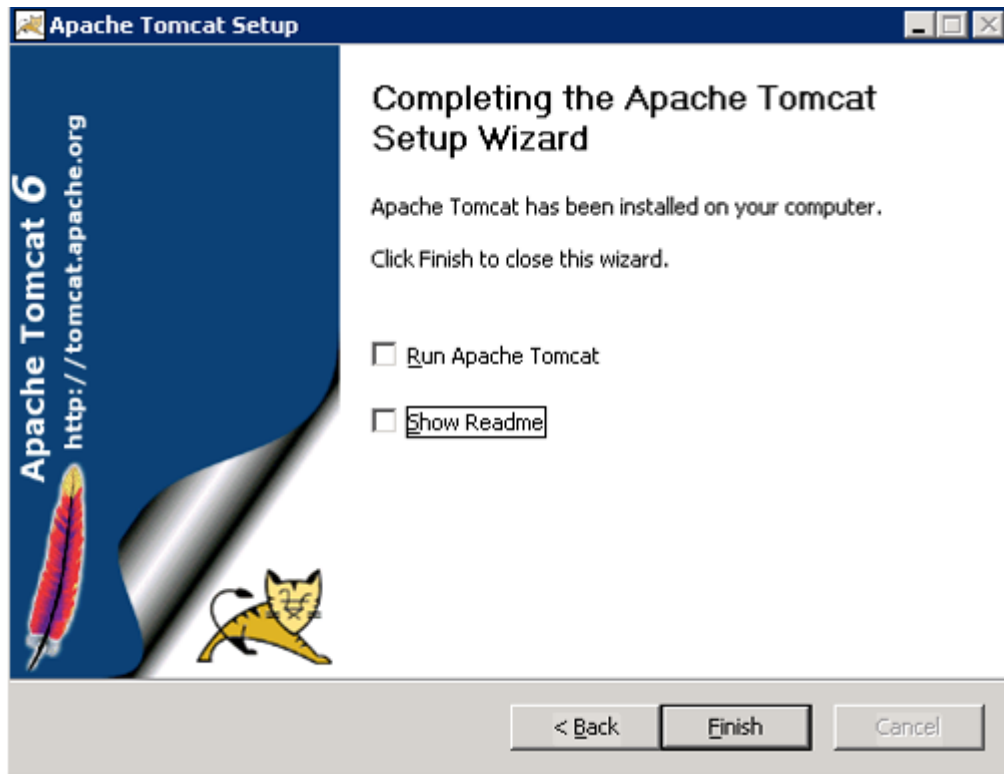 Apache Tomcat Setup
Apache Tomcat 6
http://tomcat.apache.org
Completing the Apache Tomcat
Setup Wizard
Apache Tomcat has been installed on your computer.
Click Finish to close this wizard.
Run Apache Tomcat
Show Readme
< Back
Finish
Cancel